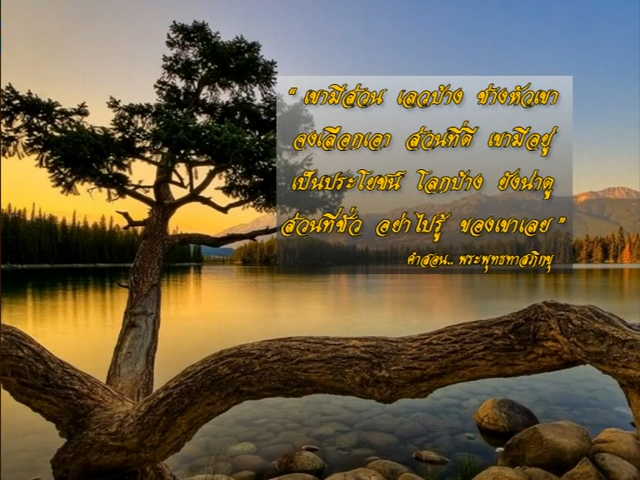 “ เขามีส่วน เลวบ้าง ช่างหัวเขา
จงเลือกเอา ส่วนที่ดี เขามีอยู่
เป็นประโยชน์ โลกบ้าง ยังน่าดู
ส่วนที่ชั่ว อย่าไปรู้ ของเขาเลย ”
คำสอน.. พระพุทธทาสภิกขุ